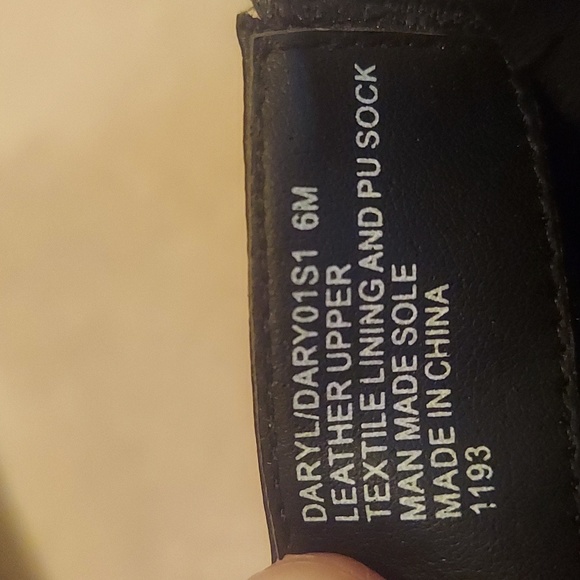 DARYL/DARY01S1 6M
LEATHER UPPER
TEXTILE LINING AND PU SOCK
MAN MADE SOLE
MADE IN CHINA
1193